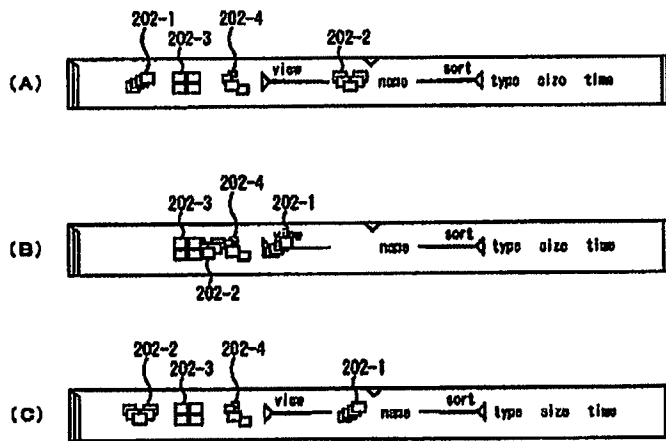 202-1 202-3 202-4 202-2
(A) view name sort type size time
202-3 202-4 202-1
(B) view name sort type size time
202-2
202-2 202-3 202-4 202-1
(C) view name sort type size time